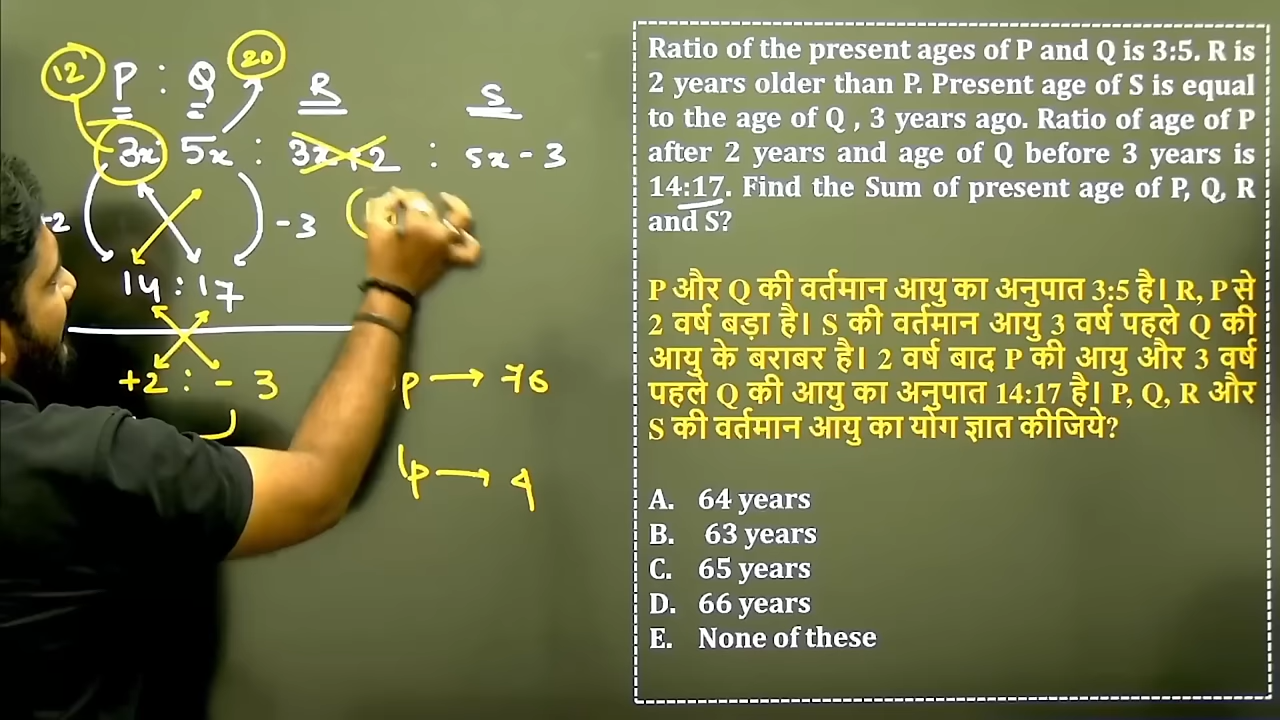 12 P : Q 20 R S
3x 5x : 3x+2 : 5x - 3
- 3
14 : 17
+2 : - 3
p → 76
1p → 4
Ratio of the present ages of P and Q is 3:5. R is
2 years older than P. Present age of S is equal
to the age of Q , 3 years ago. Ratio of age of P
after 2 years and age of Q before 3 years is
14:17. Find the Sum of present age of P, Q, R
and S?
P और Q की वर्तमान आयु का अनुपात 3:5 है। R, P से
2 वर्ष बड़ा है। S की वर्तमान आयु 3 वर्ष पहले Q की
आयु के बराबर है। 2 वर्ष बाद P की आयु और 3 वर्ष
पहले Q की आयु का अनुपात 14:17 है। P, Q, R और
S की वर्तमान आयु का योग ज्ञात कीजिये?
A. 64 years
B. 63 years
C. 65 years
D. 66 years
E. None of these